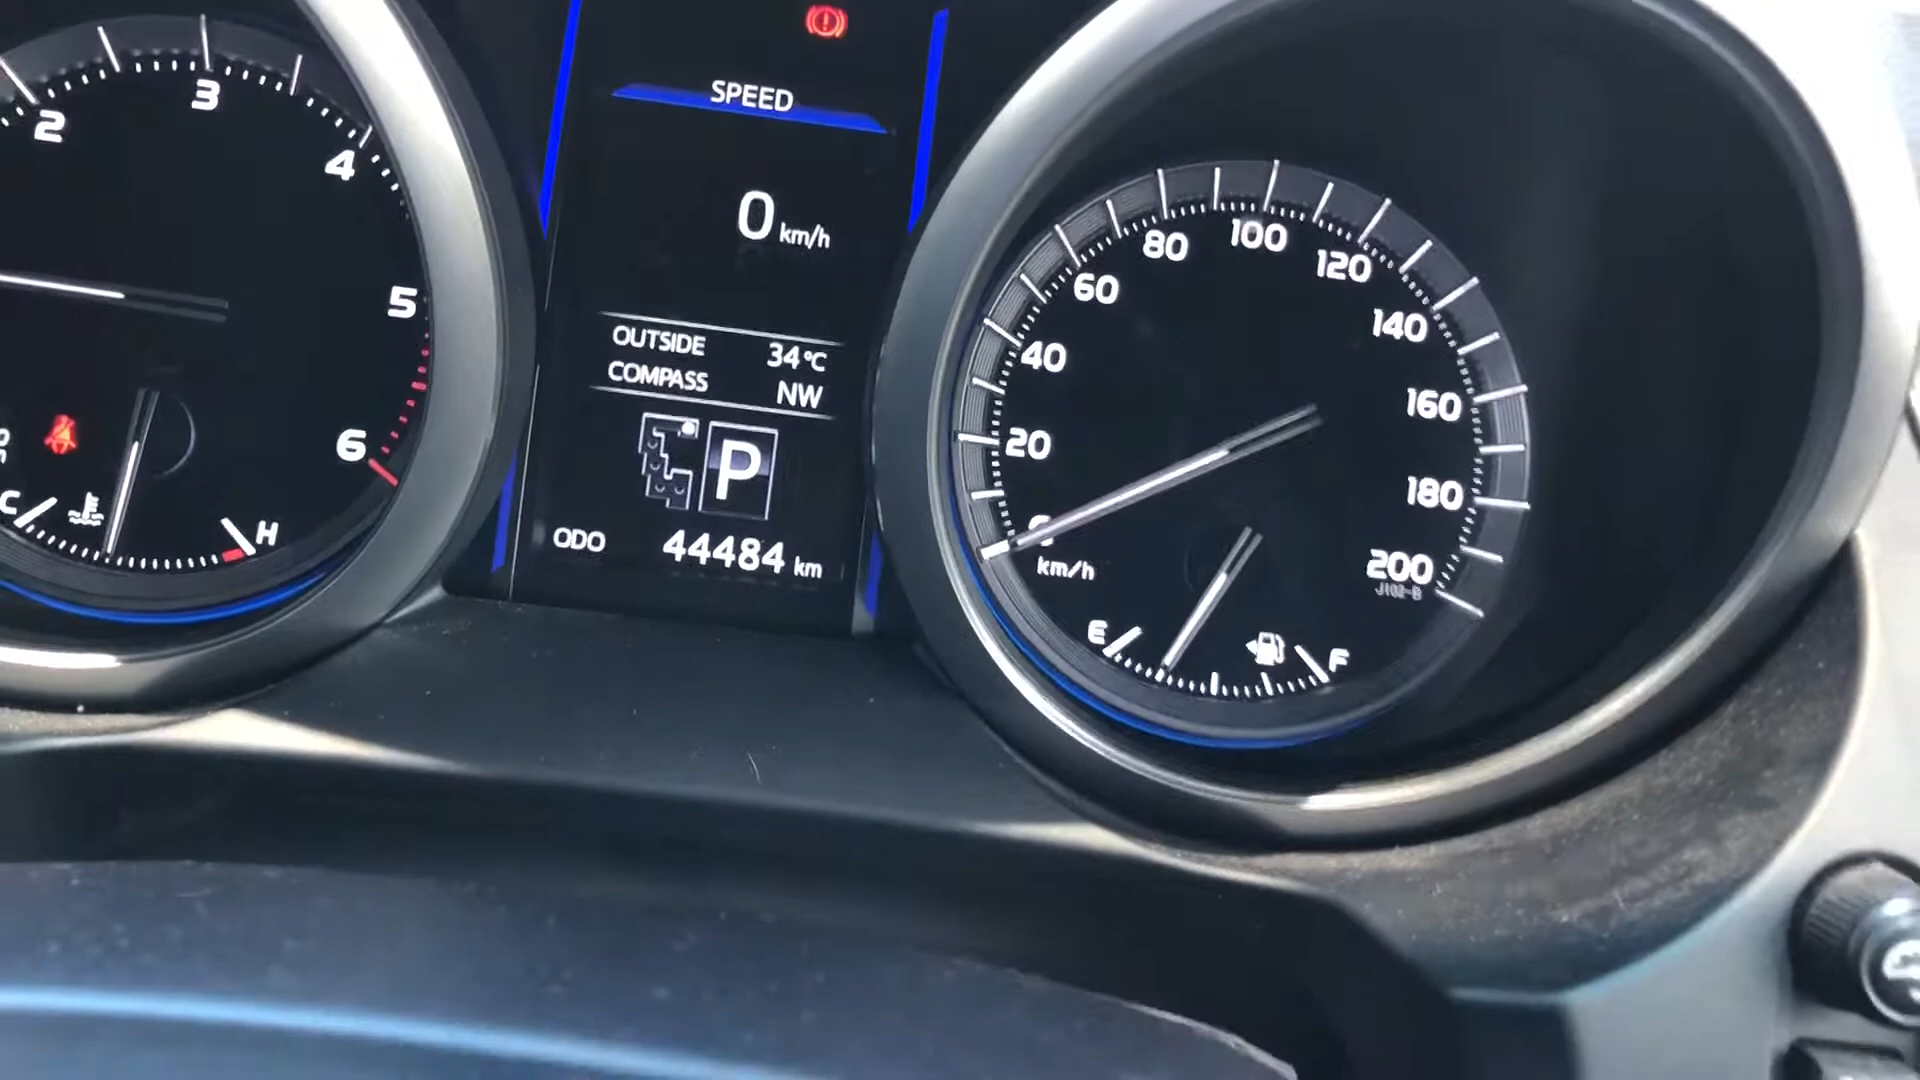 2
3
4
5
6
C
H
SPEED
0 km/h
OUTSIDE 34°C
COMPASS NW
P
ODO 44484 km
20
40
60
80
100
120
140
160
180
200
km/h
J102-B
E
F